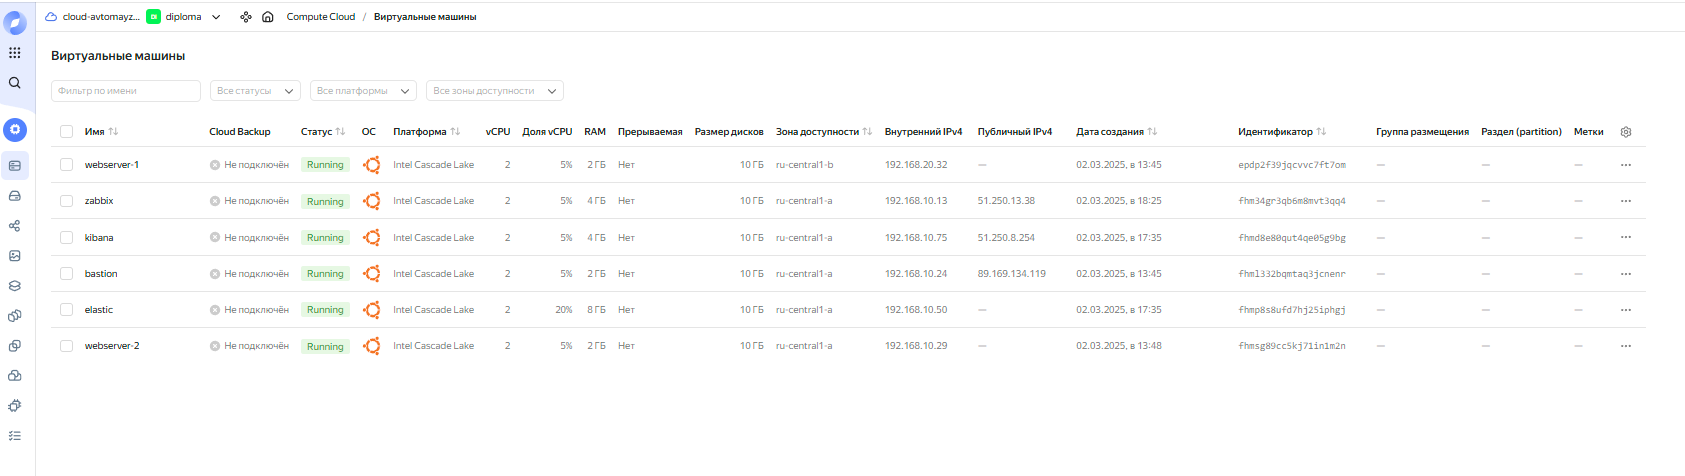 cloud-avtomayz... DI diploma Compute Cloud / Виртуальные машины
Виртуальные машины
Фильтр по имени Все статусы Все платформы Все зоны доступности
Имя Cloud Backup Статус ОС Платформа vCPU Доля vCPU RAM Прерываемая Размер дисков Зона доступности Внутренний IPv4 Публичный IPv4 Дата создания Идентификатор Группа размещения Раздел (partition) Метки
webserver-1 Не подключён Running Intel Cascade Lake 2 5% 2 ГБ Нет 10 ГБ ru-central1-b 192.168.20.32 — 02.03.2025, в 13:45 epdp2f39jqcvvc7ft7om — — —
zabbix Не подключён Running Intel Cascade Lake 2 5% 4 ГБ Нет 10 ГБ ru-central1-a 192.168.10.13 51.250.13.38 02.03.2025, в 18:25 fhm34gr3qb6m8mvt3qq4 — — —
kibana Не подключён Running Intel Cascade Lake 2 5% 4 ГБ Нет 10 ГБ ru-central1-a 192.168.10.75 51.250.8.254 02.03.2025, в 17:35 fhmd8e80qut4qe05g9bg — — —
bastion Не подключён Running Intel Cascade Lake 2 5% 2 ГБ Нет 10 ГБ ru-central1-a 192.168.10.24 89.169.134.119 02.03.2025, в 13:45 fhml332bqmtaq3jcnenr — — —
elastic Не подключён Running Intel Cascade Lake 2 20% 8 ГБ Нет 10 ГБ ru-central1-a 192.168.10.50 — 02.03.2025, в 17:35 fhmp8s8ufd7hj25iphgj — — —
webserver-2 Не подключён Running Intel Cascade Lake 2 5% 2 ГБ Нет 10 ГБ ru-central1-a 192.168.10.29 — 02.03.2025, в 13:48 fhmsg89cc5kj71in1m2n — — —